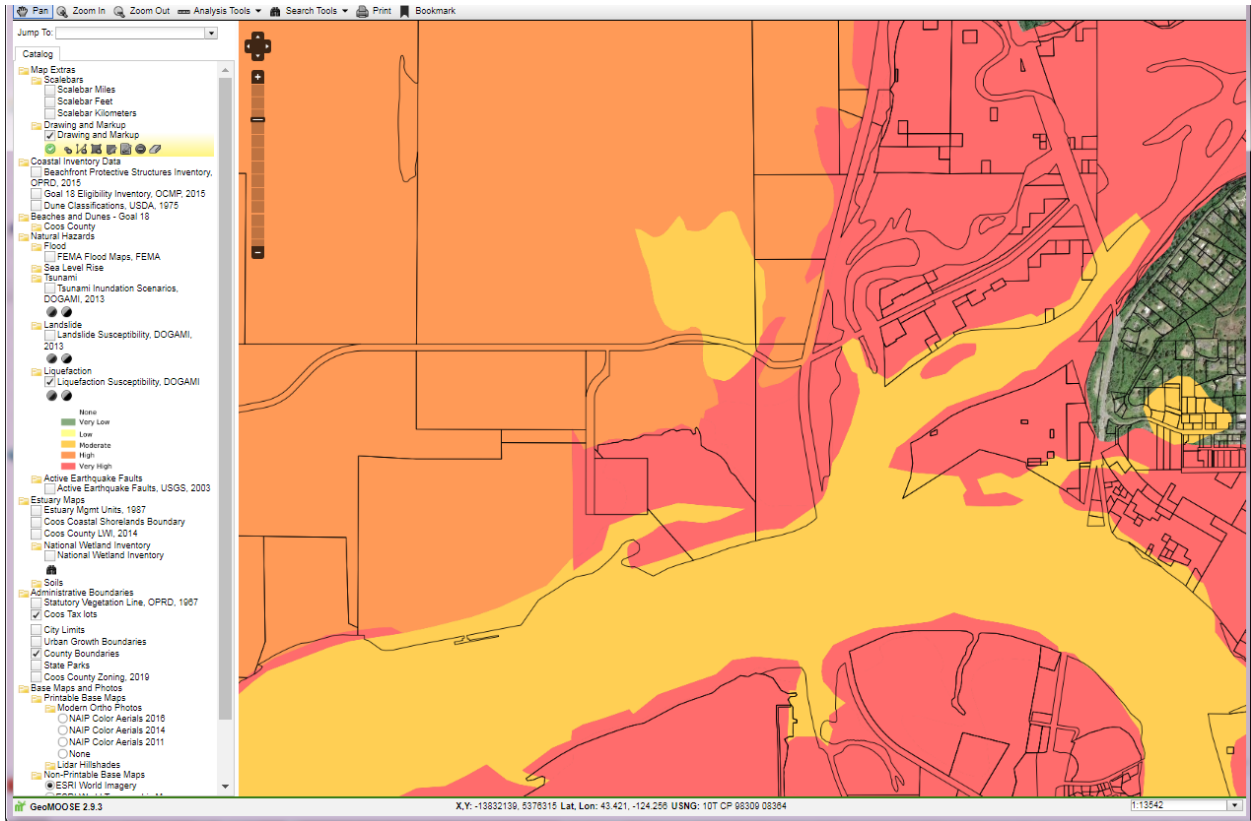 Pan Zoom In Zoom Out Analysis Tools Search Tools Print Bookmark
Jump To:
Catalog
Map Extras
Scalebars
Scalebar Miles
Scalebar Feet
Scalebar Kilometers
Drawing and Markup
Drawing and Markup
Coastal Inventory Data
Beachfront Protective Structures Inventory,
OPRD, 2015
Goal 18 Eligibility Inventory, OCMP, 2015
Dune Classifications, USDA, 1975
Beaches and Dunes - Goal 18
Coos County
Natural Hazards
Flood
FEMA Flood Maps, FEMA
Sea Level Rise
Tsunami
Tsunami Inundation Scenarios,
DOGAMI, 2013
Landslide
Landslide Susceptibility, DOGAMI,
2013
Liquefaction
Liquefaction Susceptibility, DOGAMI
None
Very Low
Low
Moderate
High
Very High
Active Earthquake Faults
Active Earthquake Faults, USGS, 2003
Estuary Maps
Estuary Mgmt Units, 1987
Coos Coastal Shorelands Boundary
Coos County LWI, 2014
National Wetland Inventory
National Wetland Inventory
Soils
Administrative Boundaries
Statutory Vegetation Line, OPRD, 1967
Coos Tax lots
City Limits
Urban Growth Boundaries
County Boundaries
State Parks
Coos County Zoning, 2019
Base Maps and Photos
Printable Base Maps
Modern Ortho Photos
NAIP Color Aerials 2016
NAIP Color Aerials 2014
NAIP Color Aerials 2011
None
Lidar Hillshades
Non-Printable Base Maps
ESRI World Imagery
GeoMOOSE 2.9.3
X,Y: -13832139, 5376315 Lat, Lon: 43.421, -124.256 USNG: 10T CP 98309 08364
1:13542